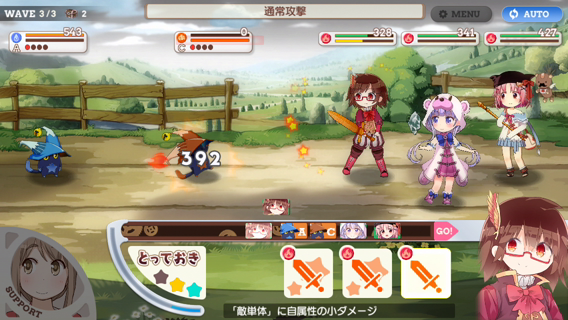 WAVE 3/3 2
通常攻撃
MENU
AUTO
543
A
0
C
328
341
427
392
A C GO!
とっておき
SUPPORT
「敵単体」に自属性の小ダメージ